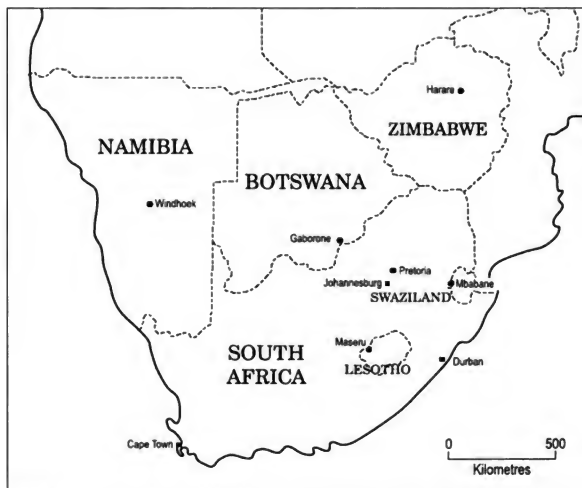 Harare
ZIMBABWE
NAMIBIA
BOTSWANA
Windhoek
Gaborone
Pretoria
Johannesburg
Mbabane
SWAZILAND
Maseru
SOUTH
AFRICA
LESOTHO
Durban
Cape Town
0 500
Kilometres